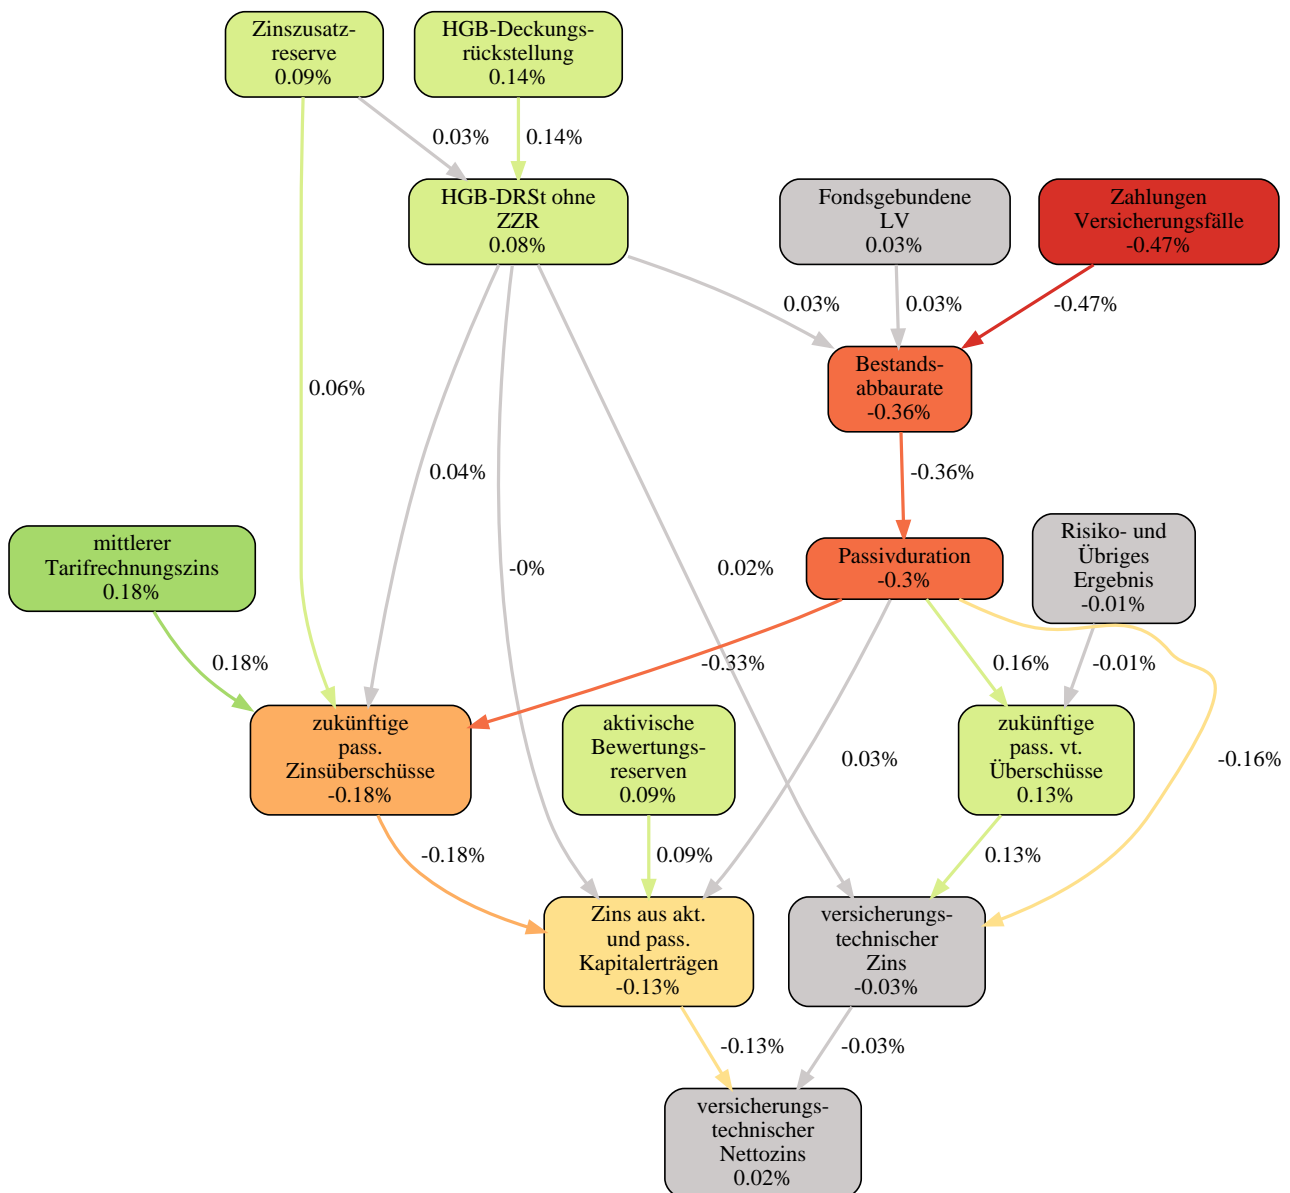 Zinszusatz-
reserve
0.09%
HGB-Deckungs-
rückstellung
0.14%
0.03%
0.14%
HGB-DRSt ohne
ZZR
0.08%
Fondsgebundene
LV
0.03%
Zahlungen
Versicherungsfälle
-0.47%
0.03%
0.03%
-0.47%
Bestands-
abbaurate
-0.36%
0.06%
0.04%
-0.36%
mittlerer
Tarifrechnungszins
0.18%
-0%
0.02%
Passivduration
-0.3%
Risiko- und
Übriges
Ergebnis
-0.01%
0.18%
-0.33%
0.16%
-0.01%
zukünftige
pass.
Zinsüberschüsse
-0.18%
aktivische
Bewertungs-
reserven
0.09%
0.03%
zukünftige
pass. vt.
Überschüsse
0.13%
-0.16%
-0.18%
0.09%
0.13%
Zins aus akt.
und pass.
Kapitalerträgen
-0.13%
versicherungs-
technischer
Zins
-0.03%
-0.13%
-0.03%
versicherungs-
technischer
Nettozins
0.02%